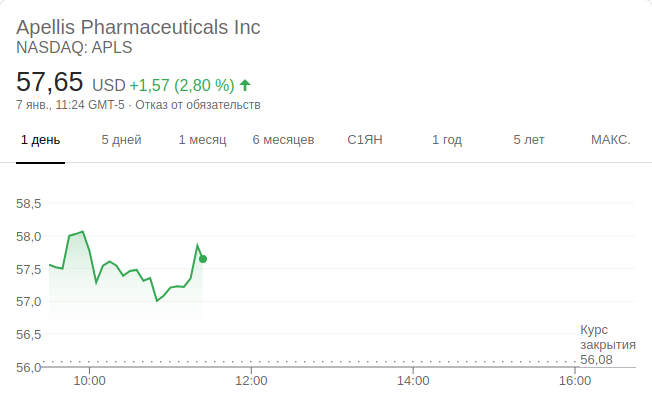 Apellis Pharmaceuticals Inc
NASDAQ: APLS
57,65 USD +1,57 (2,80 %)
7 янв., 11:24 GMT-5 · Отказ от обязательств
1 день 5 дней 1 месяц 6 месяцев С1ЯН 1 год 5 лет МАКС.
58,5
58,0
57,5
57,0
56,5
56,0
Курс
закрытия
56,08
10:00 12:00 14:00 16:00